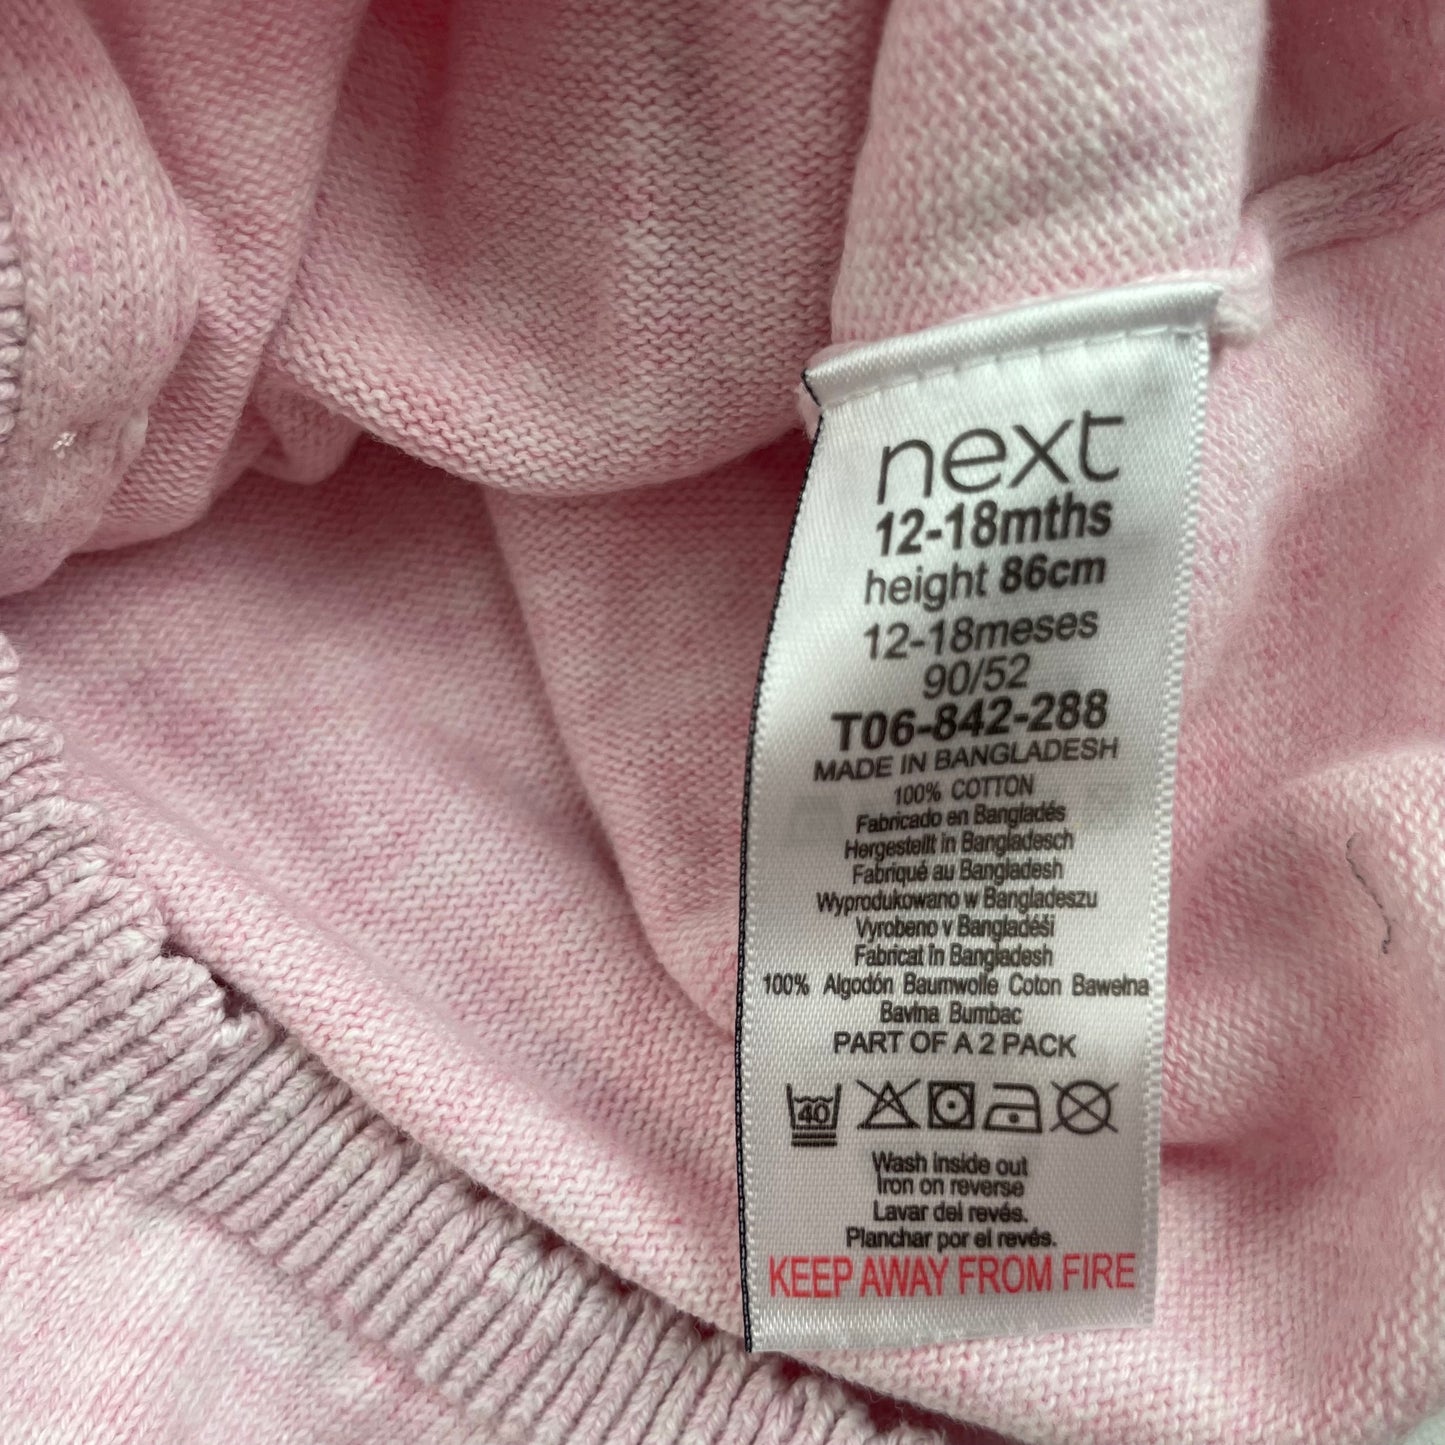 next
12-18mths
height 86cm
12-18meses
90/52
T06-842-288
MADE IN BANGLADESH
100% COTTON
Fabricado en Bangladés
Hergestellt in Bangladesch
Fabriqué au Bangladesh
Wyprodukowano w Bangladeszu
Vyrobeno v Bangladéši
Fabricat în Bangladesh
100% Algodón Baumwolle Coton Bawełna
Bavlna Bumbac
PART OF A 2 PACK
40
Wash inside out
Iron on reverse
Lavar del revés.
Planchar por el revés.
KEEP AWAY FROM FIRE